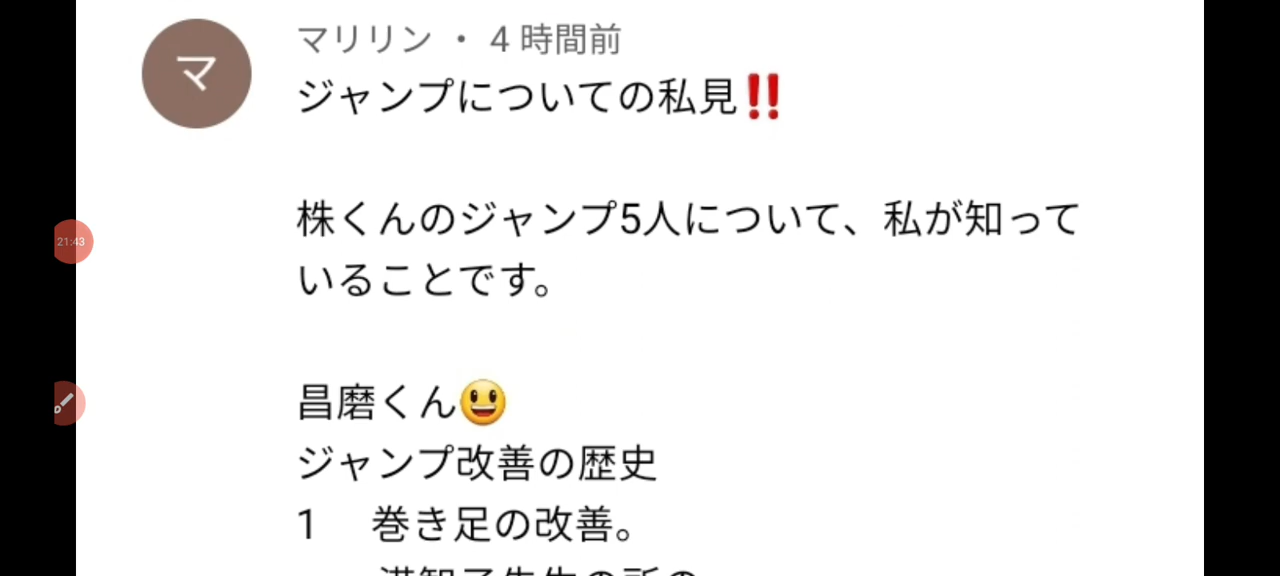 マ
マリリン ・ 4 時間前
ジャンプについての私見‼️
株くんのジャンプ5人について、私が知って
いることです。
21:43
昌磨くん😃
ジャンプ改善の歴史
1 巻き足の改善。